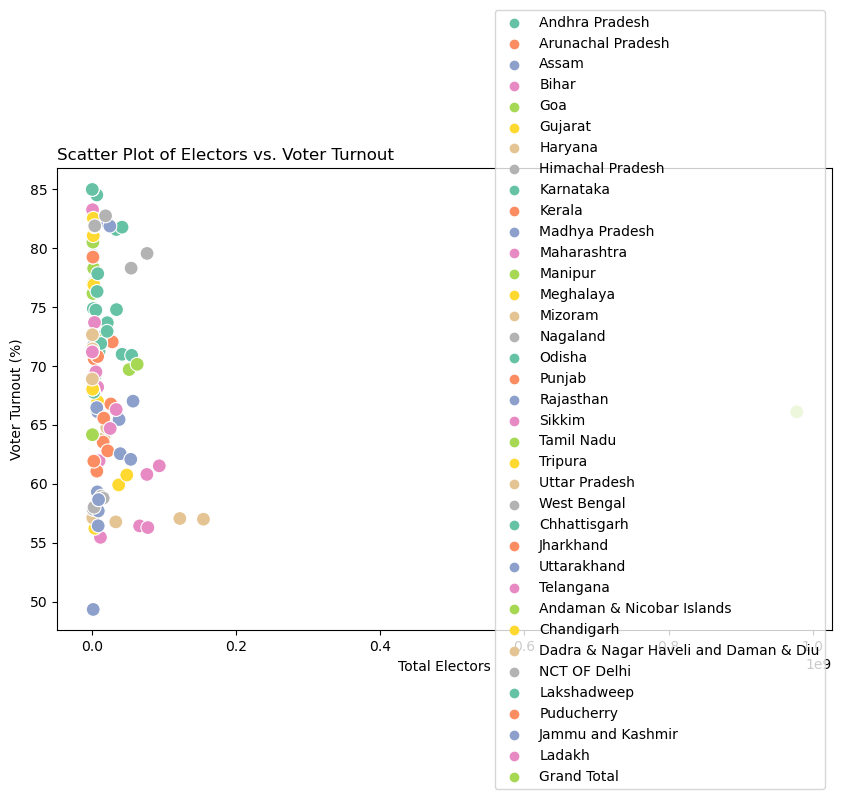 Scatter Plot of Electors vs. Voter Turnout
Voter Turnout (%)
85
80
75
70
65
60
55
50
0.0
0.2
0.4
0.6
0.8
1.0
1e9
Total Electors
Andhra Pradesh
Arunachal Pradesh
Assam
Bihar
Goa
Gujarat
Haryana
Himachal Pradesh
Karnataka
Kerala
Madhya Pradesh
Maharashtra
Manipur
Meghalaya
Mizoram
Nagaland
Odisha
Punjab
Rajasthan
Sikkim
Tamil Nadu
Tripura
Uttar Pradesh
West Bengal
Chhattisgarh
Jharkhand
Uttarakhand
Telangana
Andaman & Nicobar Islands
Chandigarh
Dadra & Nagar Haveli and Daman & Diu
NCT OF Delhi
Lakshadweep
Puducherry
Jammu and Kashmir
Ladakh
Grand Total